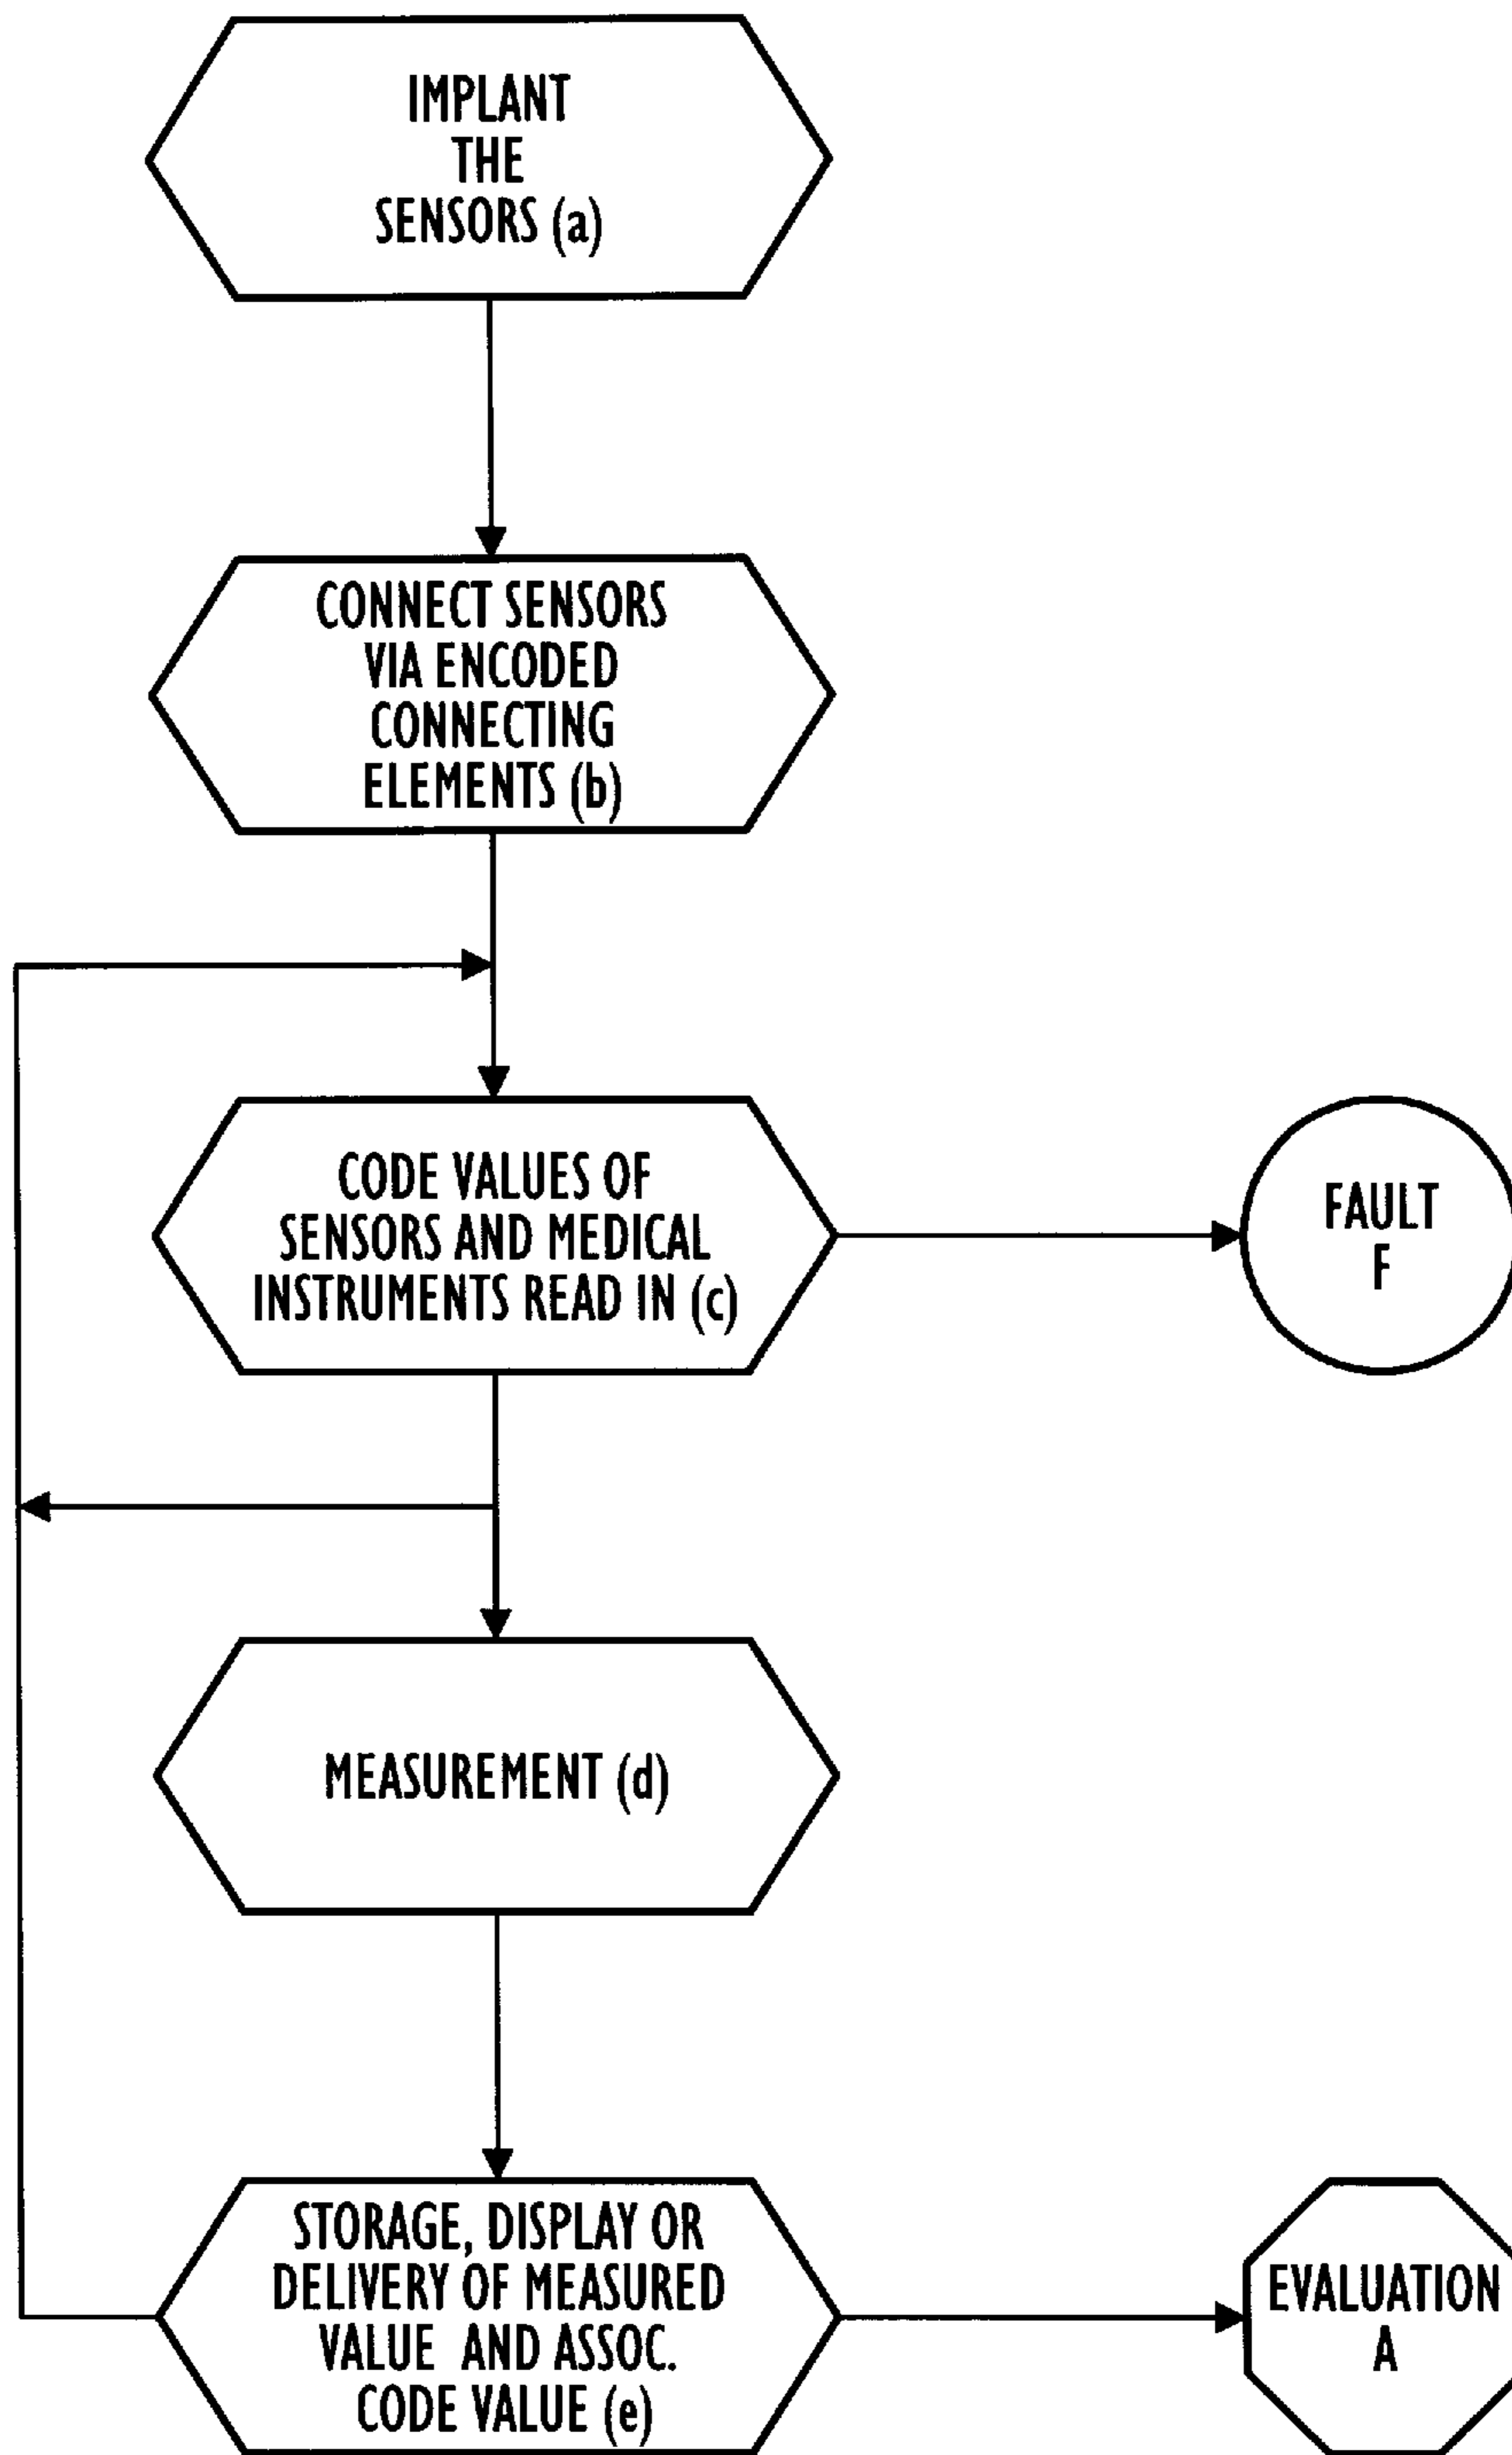 IMPLANT
THE
SENSORS (a)
CONNECT SENSORS
VIA ENCODED
CONNECTING
ELEMENTS (b)
CODE VALUES OF
SENSORS AND MEDICAL
INSTRUMENTS READ IN (c)
FAULT
F
MEASUREMENT (d)
STORAGE, DISPLAY OR
DELIVERY OF MEASURED
VALUE AND ASSOC.
CODE VALUE (e)
EVALUATION
A